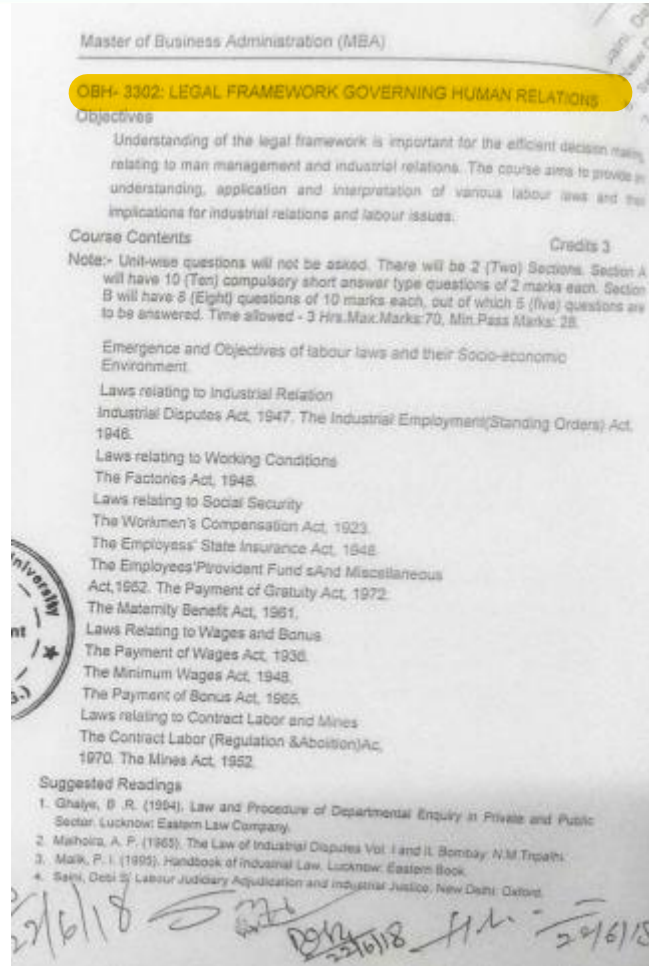 Master of Business Administration (MBA)
OBH- 3302: LEGAL FRAMEWORK GOVERNING HUMAN RELATIONS
Objectives
Understanding of the legal framework is important for the efficient decision making,
relating to man management and industrial relations. The course aims to provide an
understanding, application and interpretation of various labour laws and their
implications for industrial relations and labour issues.
Course Contents
Credits 3
Note:- Unit-wise questions will not be asked. There will be 2 (Two) Sections. Section A
will have 10 (Ten) compulsory short answer type questions of 2 marks each. Section
B will have 8 (Eight) questions of 10 marks each, out of which 5 (five) questions are
to be answered. Time allowed - 3 Hrs.Max.Marks:70, Min.Pass Marks: 28.
Emergence and Objectives of labour laws and their Socio-economic
Environment.
Laws relating to Industrial Relation
Industrial Disputes Act, 1947. The Industrial Employment(Standing Orders) Act,
1946.
Laws relating to Working Conditions
The Factories Act, 1948.
Laws relating to Social Security
The Workmen's Compensation Act, 1923.
The Employess' State Insurance Act, 1948.
The Employees'Ptrovident Fund sAnd Miscellaneous
Act,1952. The Payment of Gratuity Act, 1972.
The Maternity Benefit Act, 1961.
Laws Relating to Wages and Bonus
The Payment of Wages Act, 1936.
The Minimum Wages Act, 1948.
The Payment of Bonus Act, 1965.
Laws relating to Contract Labor and Mines
The Contract Labor (Regulation &Abolition)Ac,
1970. The Mines Act, 1952.
Suggested Readings
1. Ghaiye, B .R. (1994). Law and Procedure of Departmental Enquiry in Private and Public
Sector. Lucknow: Eastern Law Company.
2. Malhotra, A. P. (1985). The Law of Industrial Disputes Vol. I and II. Bombay: N.M.Tripathi.
3. Malik, P. I. (1995). Handbook of Industrial Law. Lucknow: Eastern Book.
4. Saini, Debi S. Labour Judiciary Adjudication and Industrial Justice. New Delhi: Oxford.
University
22/6/18
22/6/18
22/6/18